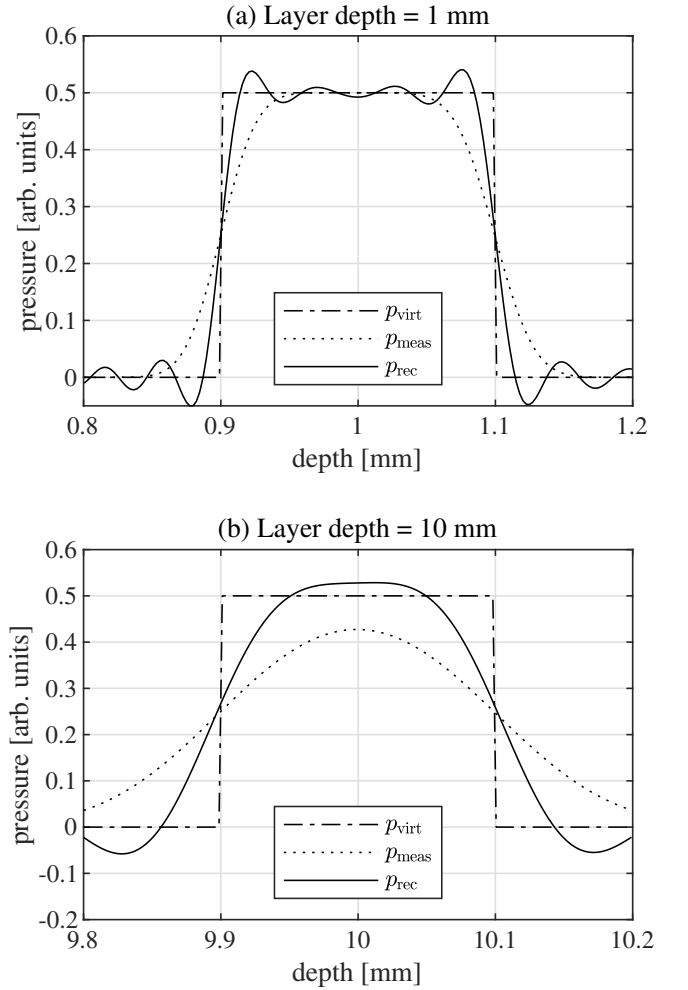 (a) Layer depth = 1 mm
0.6
0.5
0.4
0.3
0.2
0.1
0
pressure [arb. units]
p_virt
p_meas
p_rec
0.8 0.9 1 1.1 1.2
depth [mm]
(b) Layer depth = 10 mm
0.6
0.5
0.4
0.3
0.2
0.1
0
-0.1
-0.2
pressure [arb. units]
p_virt
p_meas
p_rec
9.8 9.9 10 10.1 10.2
depth [mm]